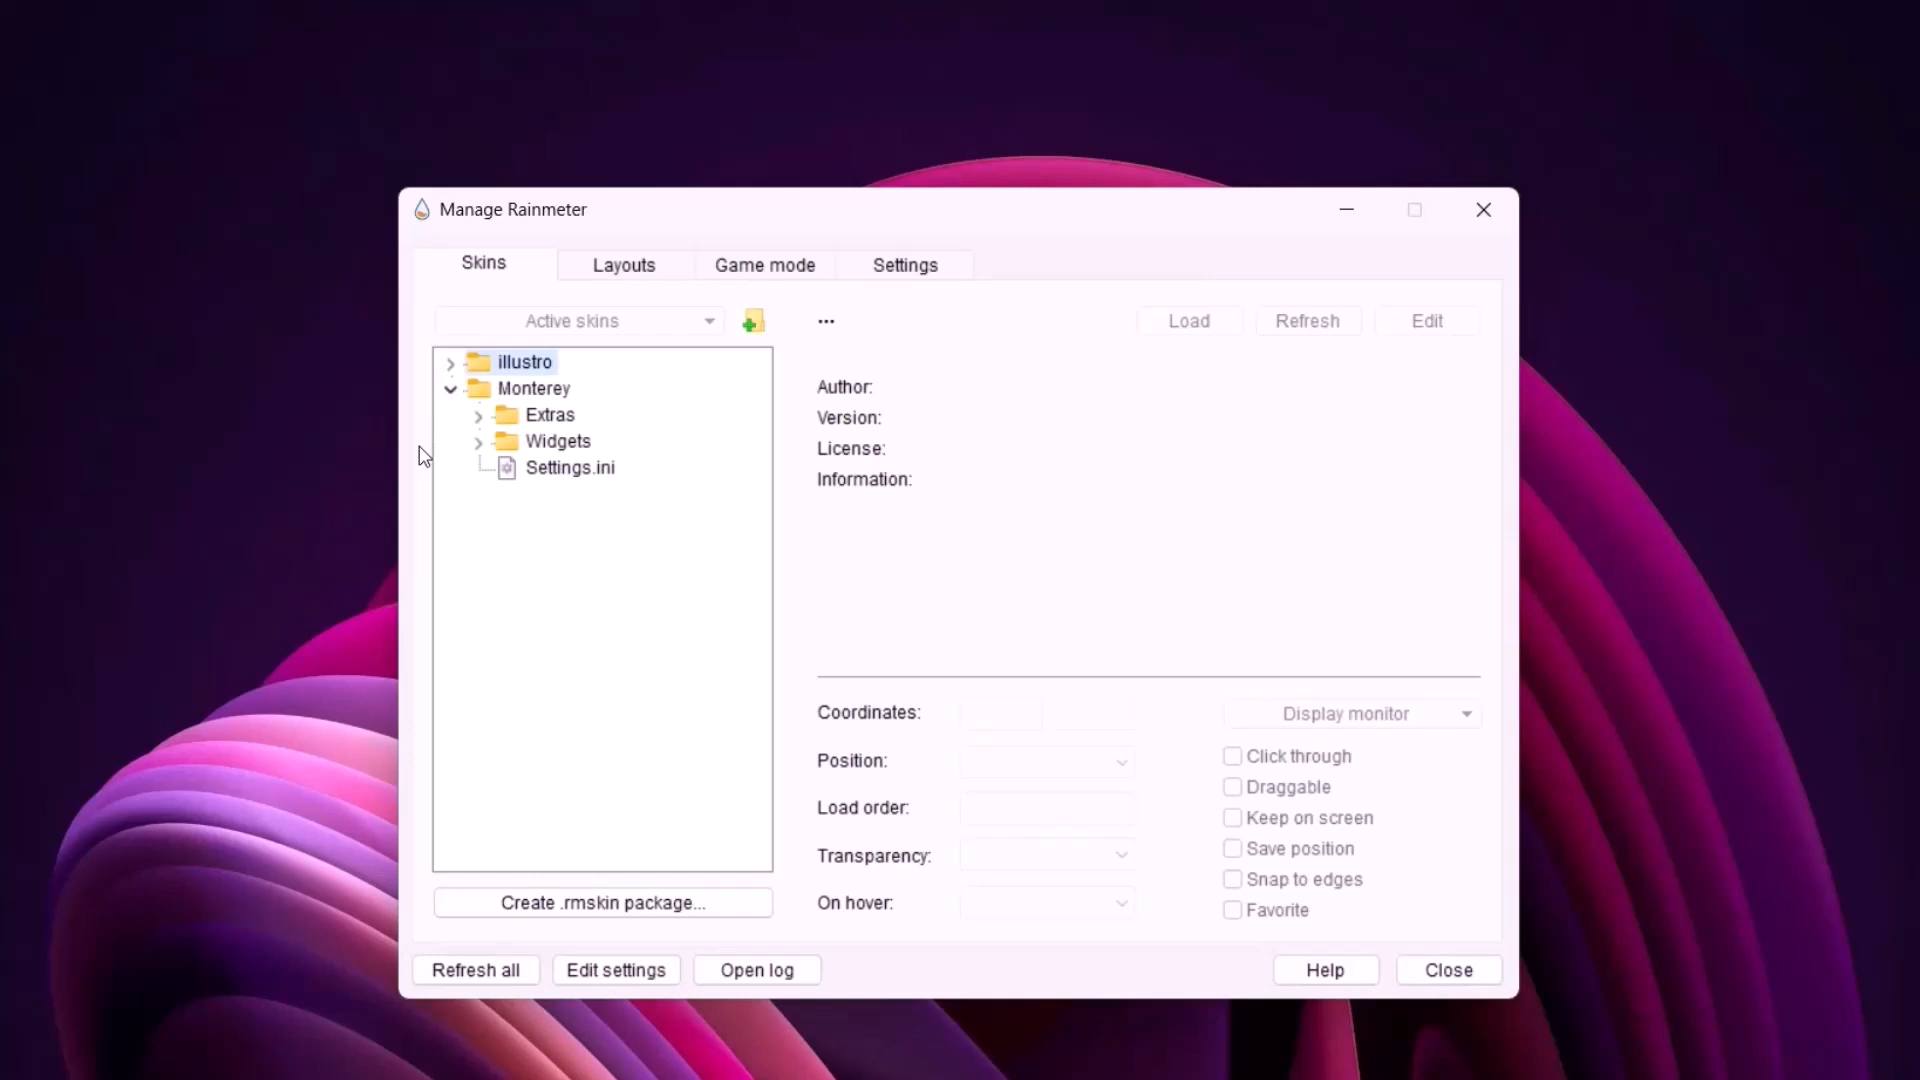 Manage Rainmeter
Skins Layouts Game mode Settings
Active skins ... Load Refresh Edit
illustro
Monterey
Extras
Widgets
Settings.ini
Author:
Version:
License:
Information:
Coordinates: Display monitor
Position: Click through
Draggable
Load order: Keep on screen
Transparency: Save position
Snap to edges
On hover: Favorite
Create .rmskin package...
Refresh all Edit settings Open log Help Close